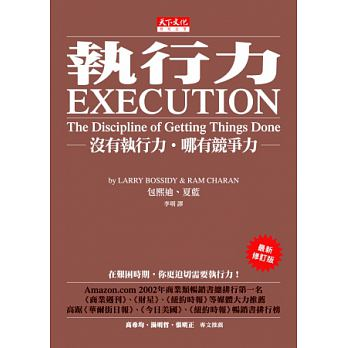 天下文化
執行力
EXECUTION
The Discipline of Getting Things Done
沒有執行力・哪有競爭力
by LARRY BOSSIDY & RAM CHARAN
包熙迪、夏藍
李明 譯
最新
修訂版
在艱困時期，你更迫切需要執行力！
Amazon.com 2002年商業類暢銷書總排行第一名
《商業週刊》、《財星》、《紐約時報》等媒體大力推薦
高踞《華爾街日報》、《今日美國》、《紐約時報》暢銷書排行榜
高希均、湯明哲、張明正 專文推薦